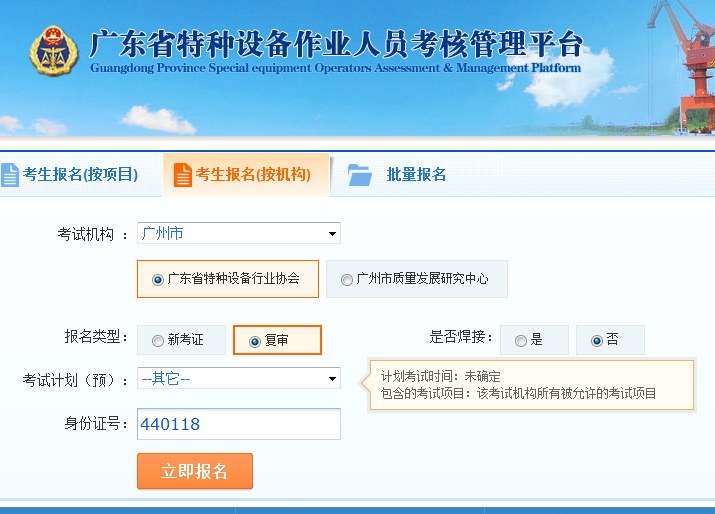 广东省特种设备作业人员考核管理平台
Guangdong Province Special equipment Operators Assessment & Management Platform
考生报名(按项目) 考生报名(按机构) 批量报名
考试机构 : 广州市
广东省特种设备行业协会 广州市质量发展研究中心
报名类型: 新考证 复审 是否焊接: 是 否
考试计划（预）: --其它--
计划考试时间: 未确定
包含的考试项目: 该考试机构所有被允许的考试项目
身份证号: 440118
立即报名